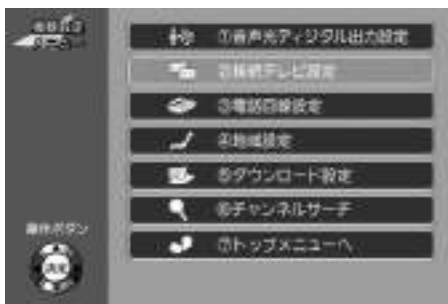 ①音声光ディジタル出力設定
②接続テレビ設定
③電話回線設定
④地域設定
⑤ダウンロード設定
⑥チャンネルサーチ
⑦トップメニューへ
操作ボタン
決定